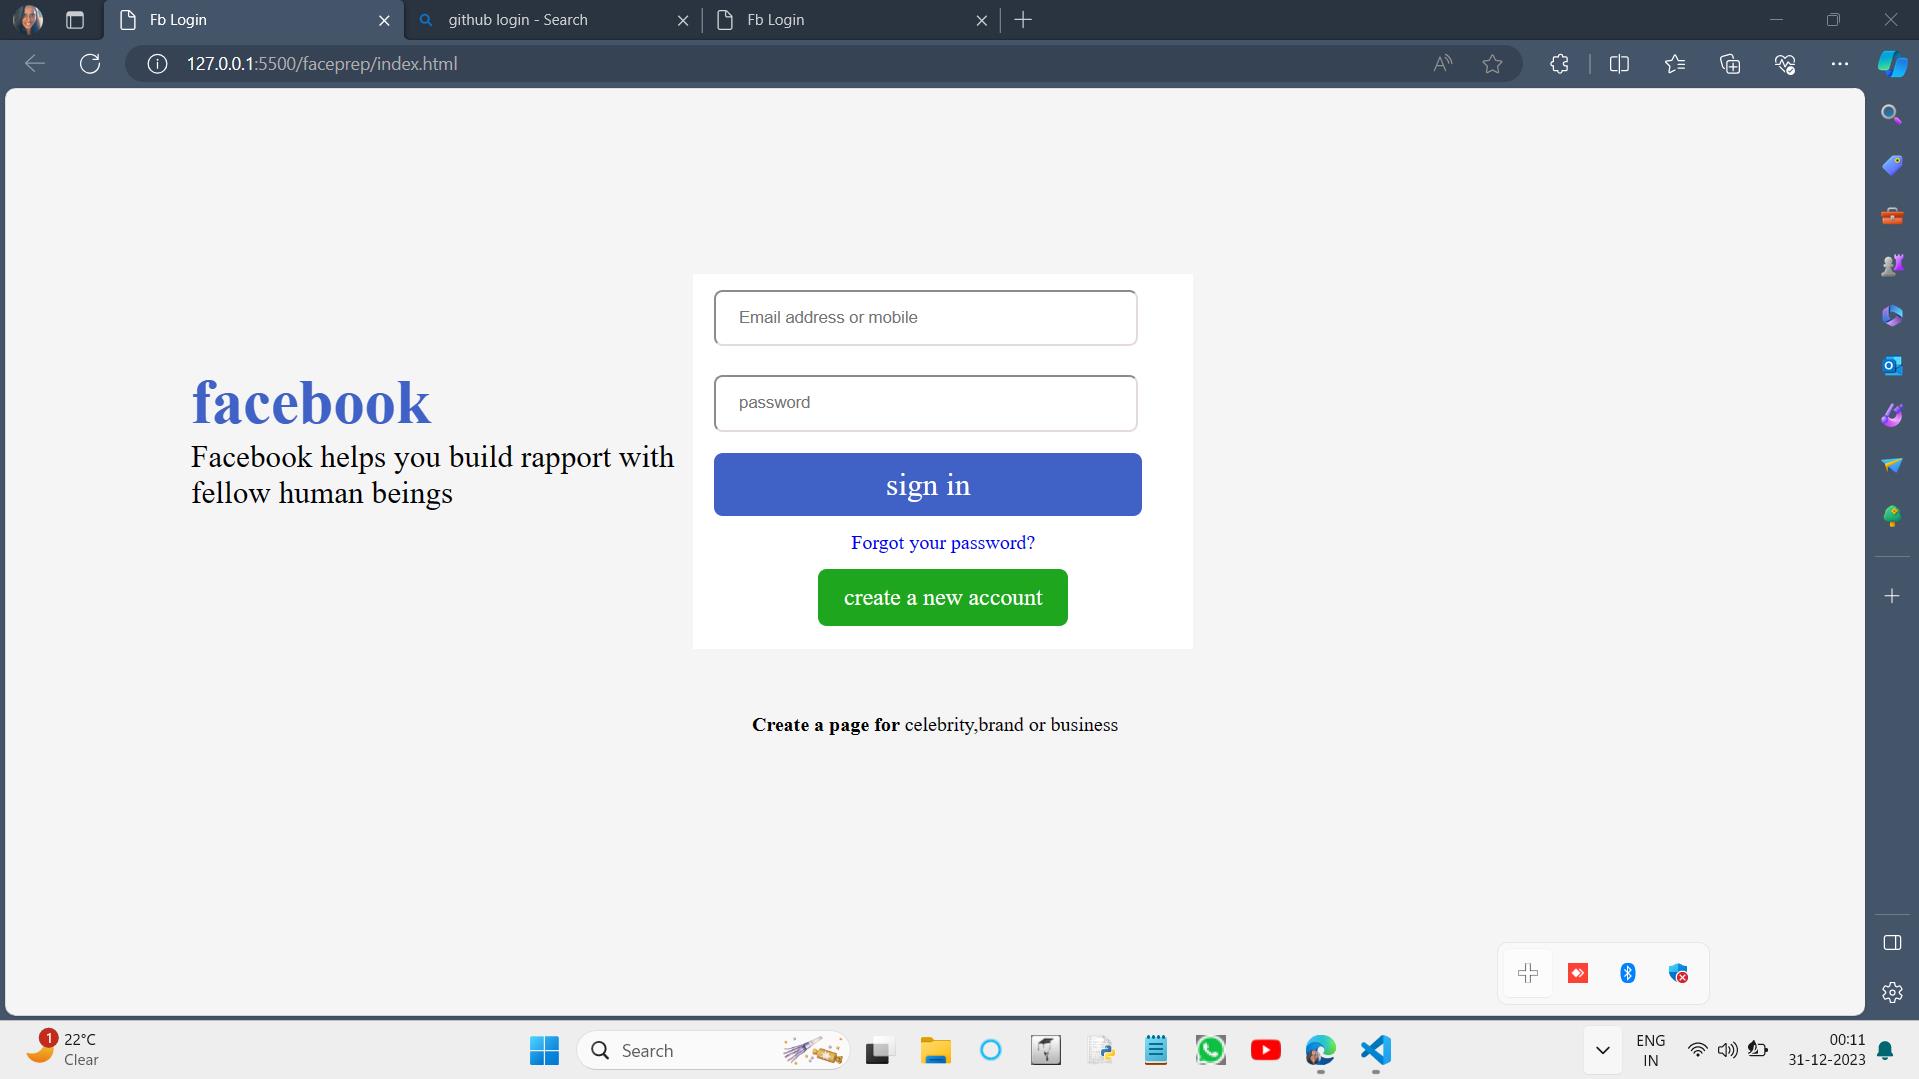 Fb Login
github login - Search
Fb Login
127.0.0.1:5500/faceprep/index.html
Email address or mobile
password
facebook
Facebook helps you build rapport with
fellow human beings
sign in
Forgot your password?
create a new account
Create a page for celebrity,brand or business
1
22°C
Clear
Search
ENG
IN
00:11
31-12-2023